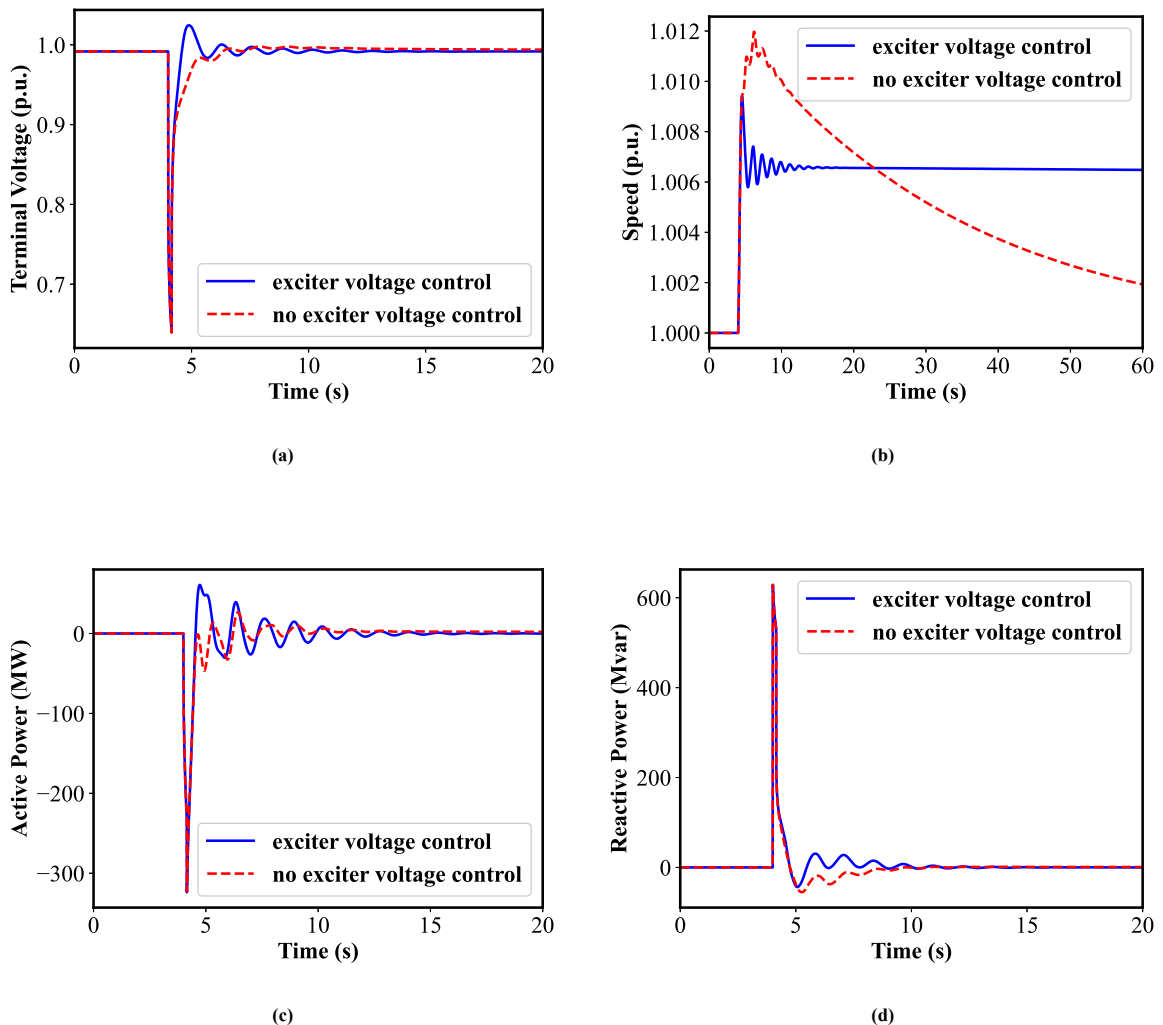 1.0
0.9
0.8
0.7
Terminal Voltage (p.u.)
exciter voltage control
no exciter voltage control
0 5 10 15 20
Time (s)
(a)
1.012
1.010
1.008
1.006
1.004
1.002
1.000
Speed (p.u.)
exciter voltage control
no exciter voltage control
0 10 20 30 40 50 60
Time (s)
(b)
0
−100
−200
−300
Active Power (MW)
exciter voltage control
no exciter voltage control
0 5 10 15 20
Time (s)
(c)
600
400
200
0
Reactive Power (Mvar)
exciter voltage control
no exciter voltage control
0 5 10 15 20
Time (s)
(d)